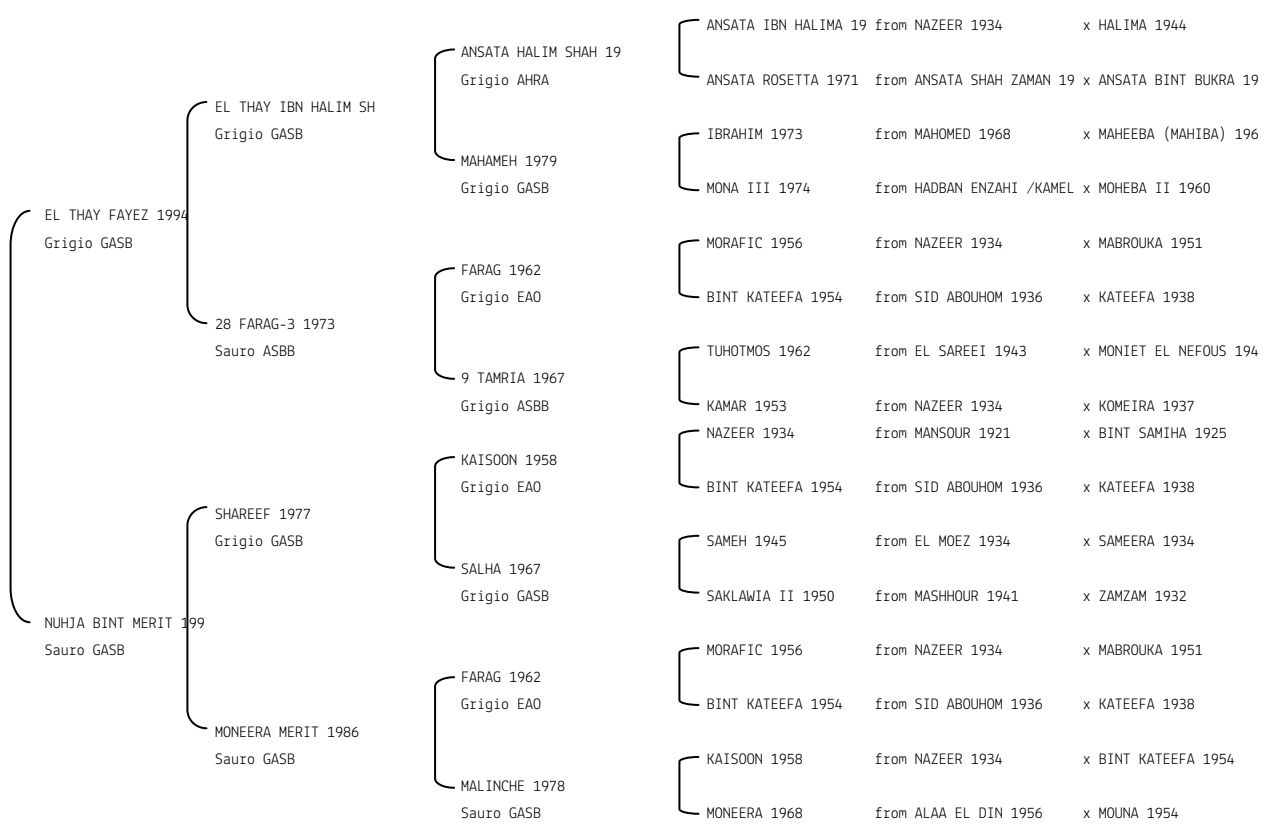 ANSATA IBN HALIMA 19 from NAZEER 1934 x HALIMA 1944
ANSATA HALIM SHAH 19
Grigio AHRA ANSATA ROSETTA 1971 from ANSATA SHAH ZAMAN 19 x ANSATA BINT BUKRA 19
EL THAY IBN HALIM SH
Grigio GASB IBRAHIM 1973 from MAHOMED 1968 x MAHEEBA (MAHIBA) 196
MAHAMEH 1979
Grigio GASB MONA III 1974 from HADBAN ENZAHI /KAMEL x MOHEBA II 1960
EL THAY FAYEZ 1994
Grigio GASB MORAFIC 1956 from NAZEER 1934 x MABROUKA 1951
FARAG 1962
Grigio EAO BINT KATEEFA 1954 from SID ABOUHOM 1936 x KATEEFA 1938
28 FARAG-3 1973
Sauro ASBB TUHOTMOS 1962 from EL SAREEI 1943 x MONIET EL NEFOUS 194
9 TAMRIA 1967
Grigio ASBB KAMAR 1953 from NAZEER 1934 x KOMEIRA 1937
NAZEER 1934 from MANSOUR 1921 x BINT SAMIHA 1925
KAISOON 1958
Grigio EAO BINT KATEEFA 1954 from SID ABOUHOM 1936 x KATEEFA 1938
SHAREEF 1977
Grigio GASB SAMEH 1945 from EL MOEZ 1934 x SAMEERA 1934
SALHA 1967
Grigio GASB SAKLAWIA II 1950 from MASHHOUR 1941 x ZAMZAM 1932
NUHJA BINT MERIT 199
Sauro GASB MORAFIC 1956 from NAZEER 1934 x MABROUKA 1951
FARAG 1962
Grigio EAO BINT KATEEFA 1954 from SID ABOUHOM 1936 x KATEEFA 1938
MONEERA MERIT 1986
Sauro GASB KAISOON 1958 from NAZEER 1934 x BINT KATEEFA 1954
MALINCHE 1978
Sauro GASB MONEERA 1968 from ALAA EL DIN 1956 x MOUNA 1954